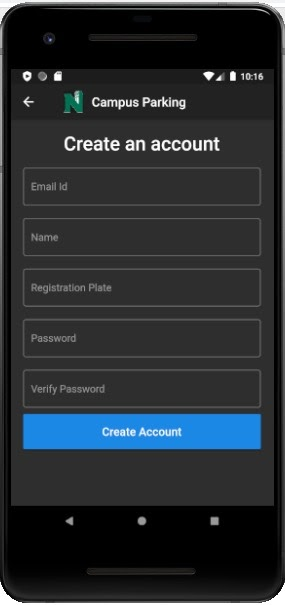 10:16
N Campus Parking
Create an account
Email Id
Name
Registration Plate
Password
Verify Password
Create Account